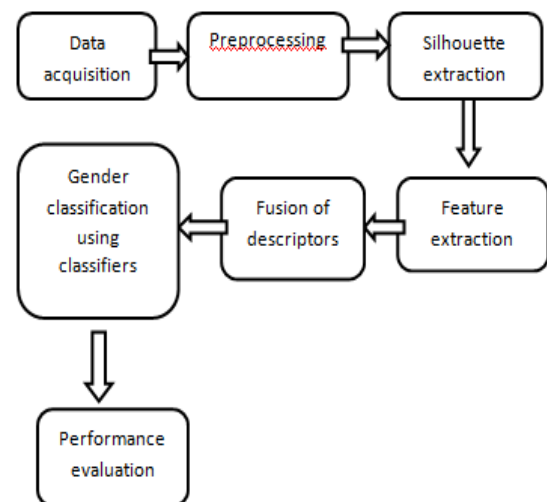 Data
acquisition
Preprocessing
Silhouette
extraction
Feature
extraction
Fusion of
descriptors
Gender
classification
using
classifiers
Performance
evaluation